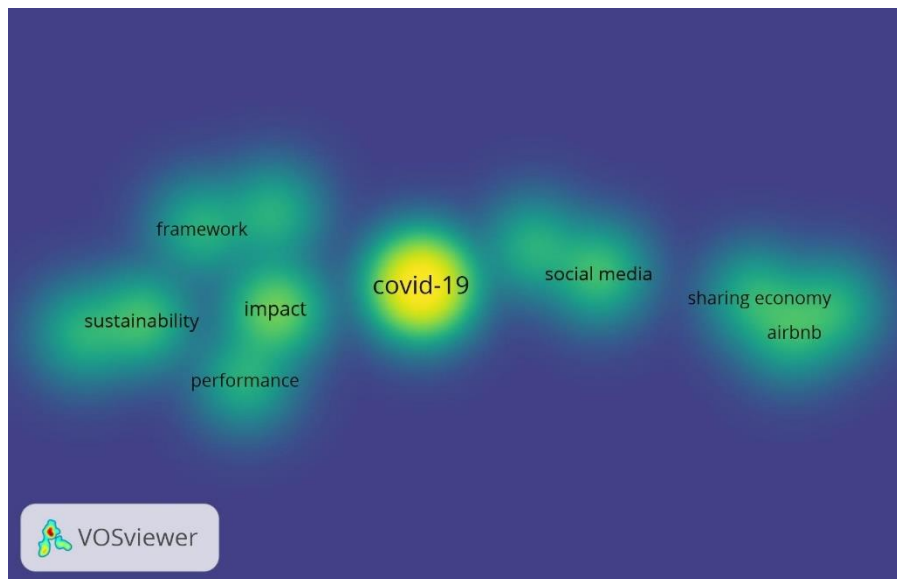 framework
social media
covid-19
sharing economy
impact
sustainability
airbnb
performance
VOSviewer